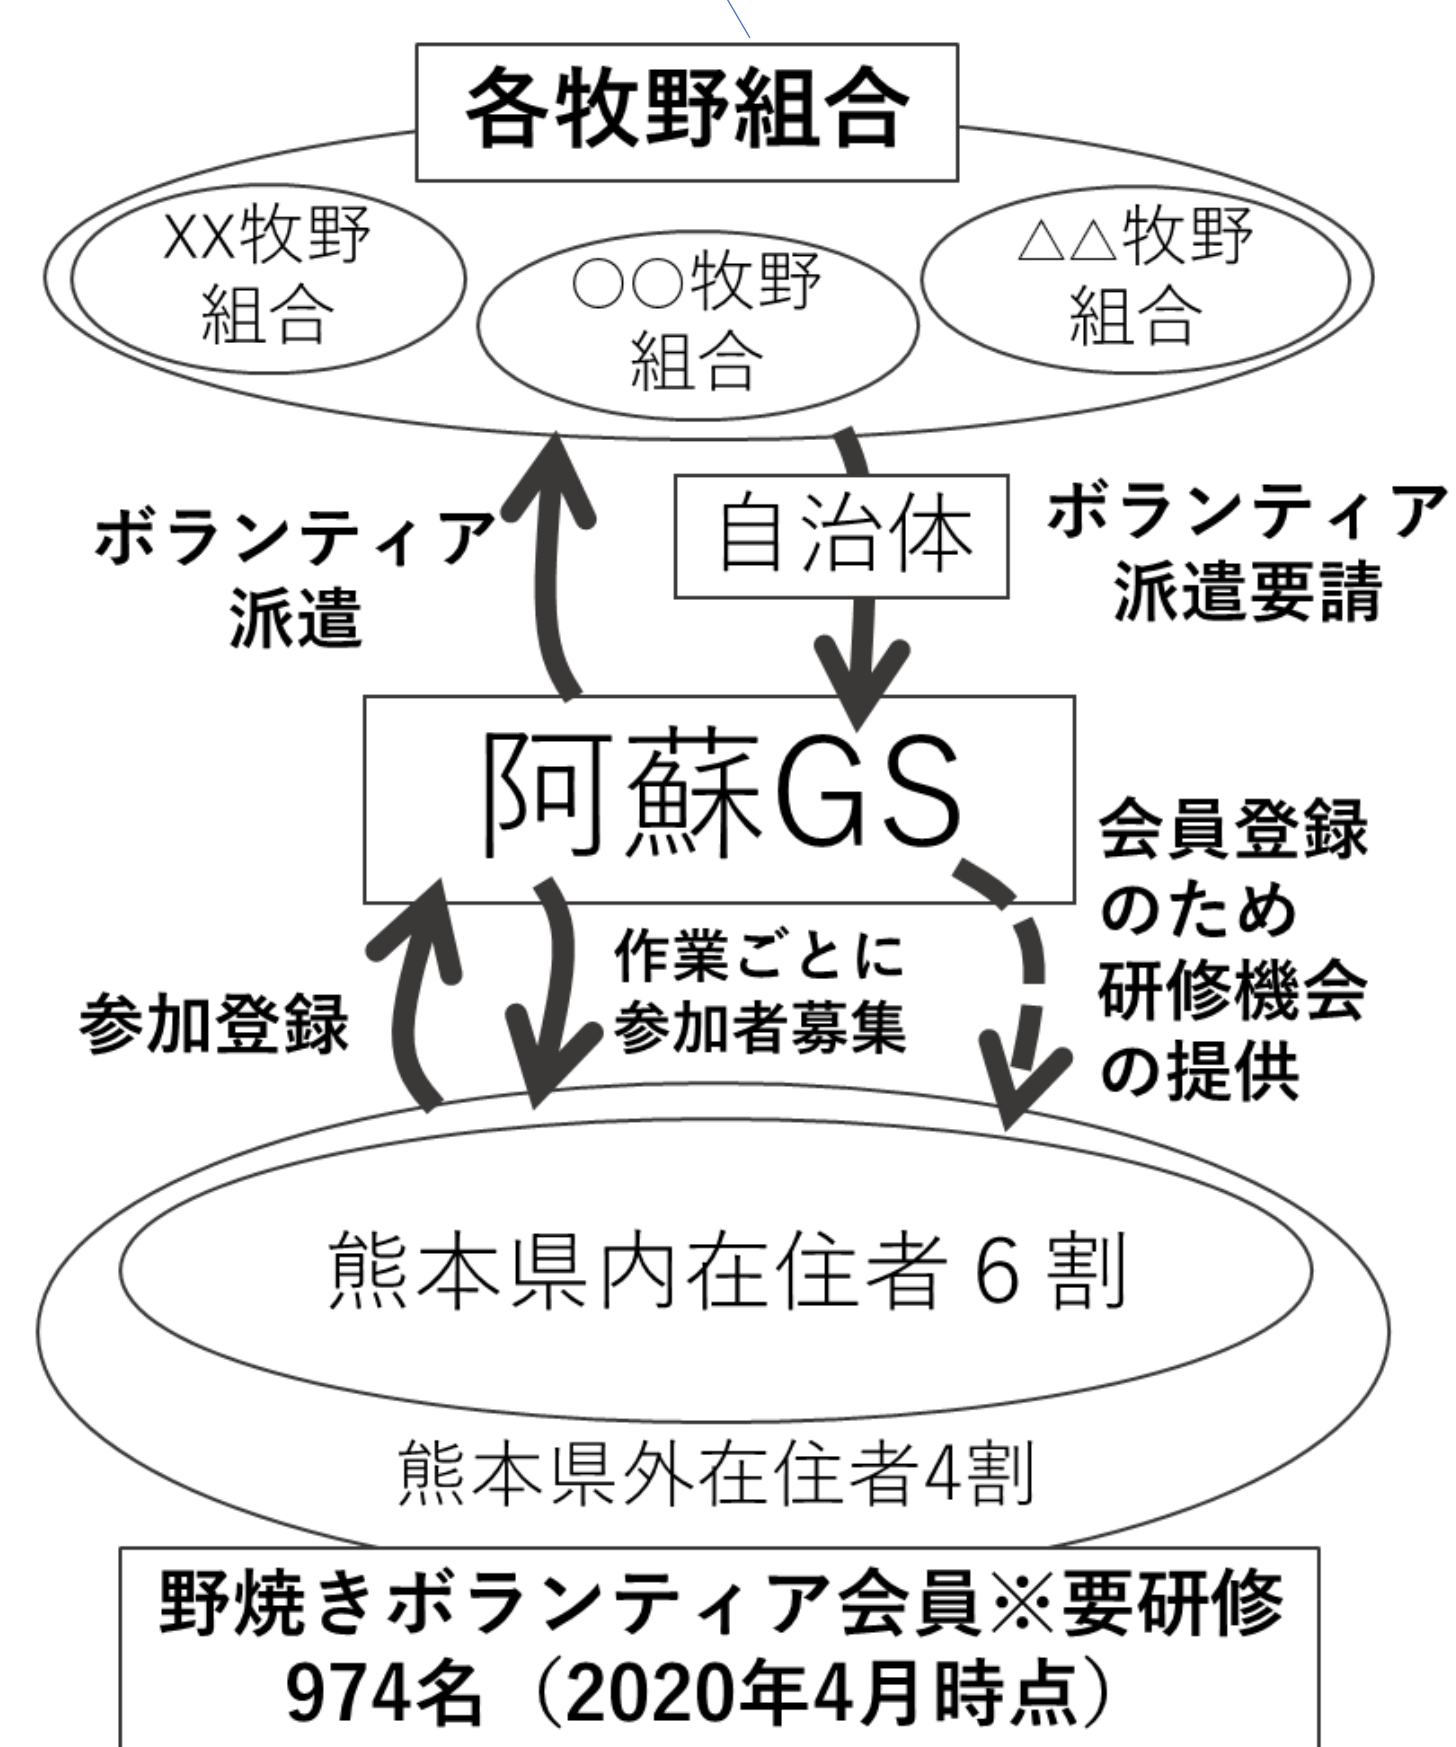 各牧野組合
XX牧野
組合
○○牧野
組合
△△牧野
組合
ボランティア
派遣
自治体
ボランティア
派遣要請
阿蘇GS
参加登録
作業ごとに
参加者募集
会員登録
のため
研修機会
の提供
熊本県内在住者６割
熊本県外在住者4割
野焼きボランティア会員※要研修
974名（2020年4月時点）